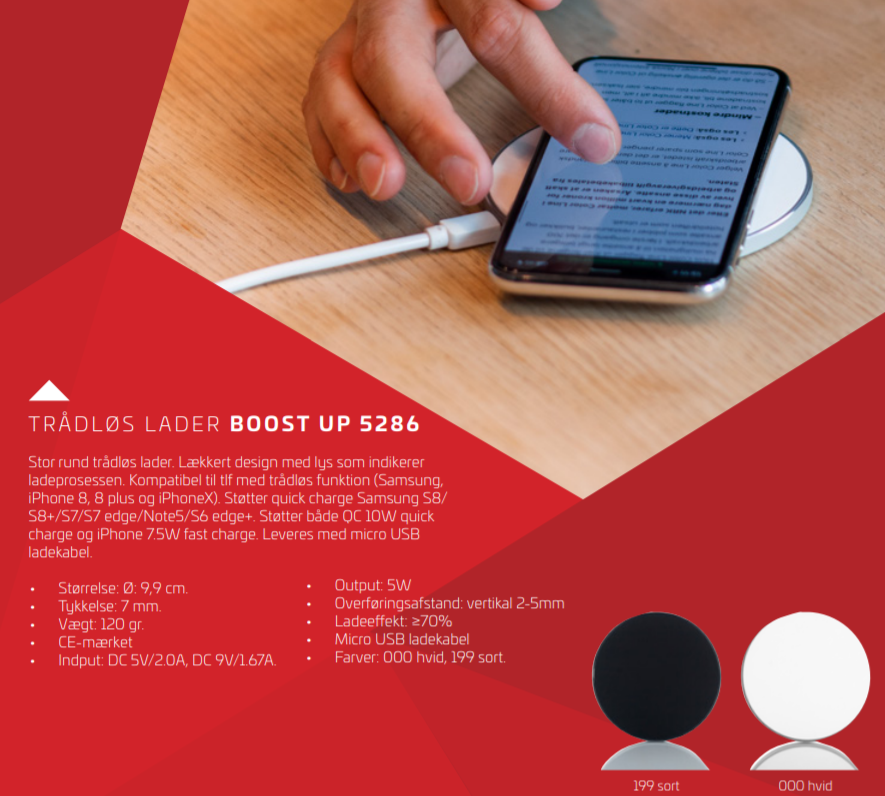 – Mindre kostnader
TRÅDLØS LADER BOOST UP 5286
Stor rund trådløs lader. Lækkert design med lys som indikerer
ladeprosessen. Kompatibel til tlf med trådløs funktion (Samsung,
iPhone 8, 8 plus og iPhoneX). Støtter quick charge Samsung S8/
S8+/S7/S7 edge/Note5/S6 edge+. Støtter både QC 10W quick
charge og iPhone 7.5W fast charge. Leveres med micro USB
ladekabel.
• Størrelse: Ø: 9,9 cm.
• Tykkelse: 7 mm.
• Vægt: 120 gr.
• CE-mærket
• Indput: DC 5V/2.0A, DC 9V/1.67A.
• Output: 5W
• Overføringsafstand: vertikal 2-5mm
• Ladeeffekt: ≥70%
• Micro USB ladekabel
• Farver: 000 hvid, 199 sort.
199 sort
000 hvid